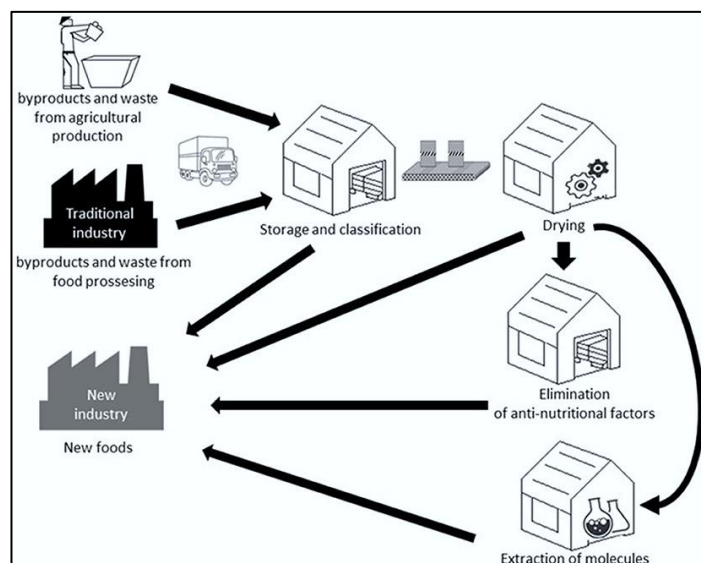 byproducts and waste
from agricultural
production
Traditional
industry
byproducts and waste from
food prossesing
Storage and classification
Drying
Elimination
of anti-nutritional factors
New
industry
New foods
Extraction of molecules